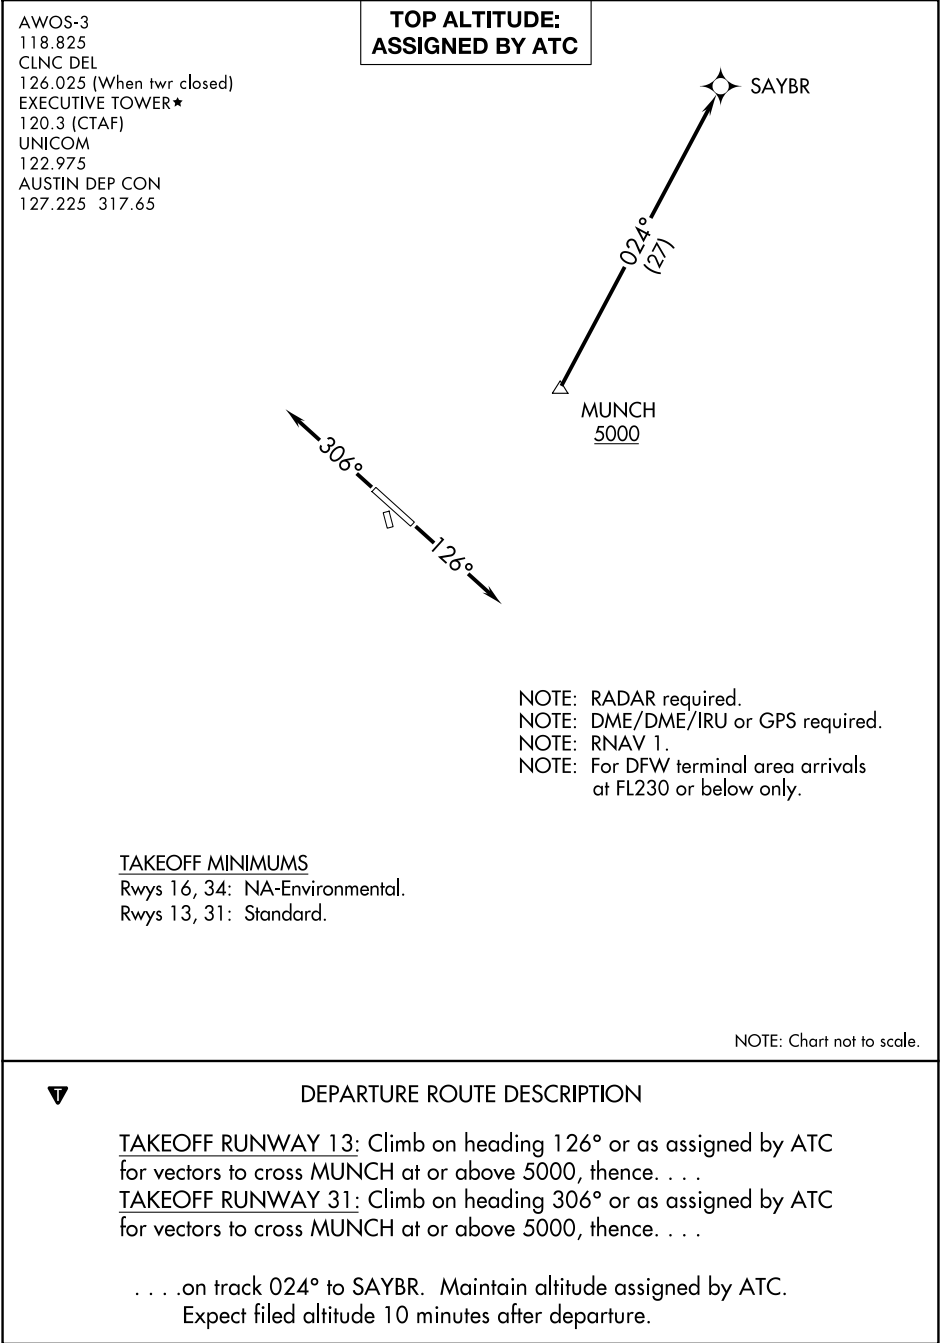 AWOS-3
118.825
CLNC DEL
126.025 (When twr closed)
EXECUTIVE TOWER★
120.3 (CTAF)
UNICOM
122.975
AUSTIN DEP CON
127.225 317.65
TOP ALTITUDE:
ASSIGNED BY ATC
SAYBR
024°
(27)
MUNCH
5000
306°
126°
NOTE: RADAR required.
NOTE: DME/DME/IRU or GPS required.
NOTE: RNAV 1.
NOTE: For DFW terminal area arrivals
at FL230 or below only.
TAKEOFF MINIMUMS
Rwys 16, 34: NA-Environmental.
Rwys 13, 31: Standard.
NOTE: Chart not to scale.
T
DEPARTURE ROUTE DESCRIPTION
TAKEOFF RUNWAY 13: Climb on heading 126° or as assigned by ATC
for vectors to cross MUNCH at or above 5000, thence. . . .
TAKEOFF RUNWAY 31: Climb on heading 306° or as assigned by ATC
for vectors to cross MUNCH at or above 5000, thence. . . .
. . . .on track 024° to SAYBR. Maintain altitude assigned by ATC.
Expect filed altitude 10 minutes after departure.